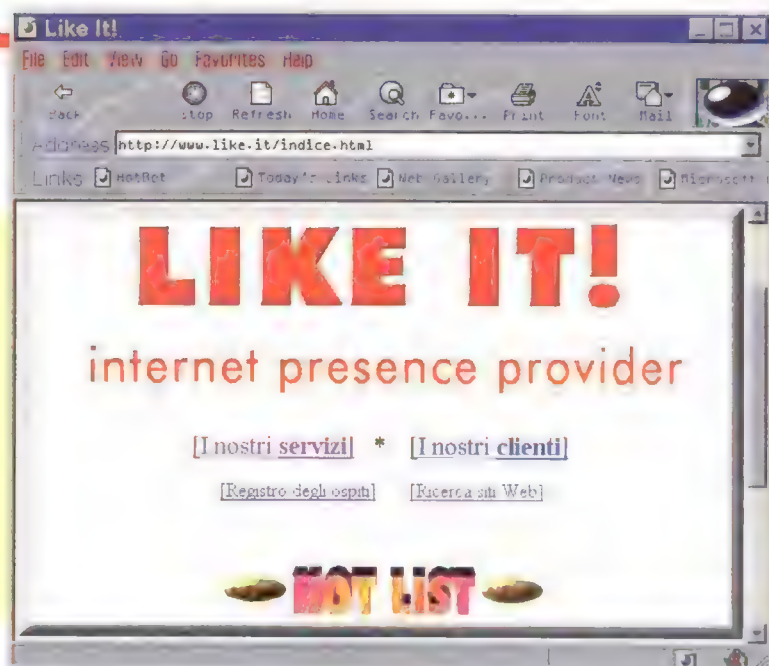 Like It!
File Edit View Go Favorites Help
Back Stop Refresh Home Search Favo... Print Font Mail
Address http://www.like.it/indice.html
Links HotBot Today's Links Web Gallery Product News Microsoft
LIKE IT!
internet presence provider
[I nostri servizi] * [I nostri clienti]
[Registro degli ospiti] [Ricerca siti Web]
HOT LIST